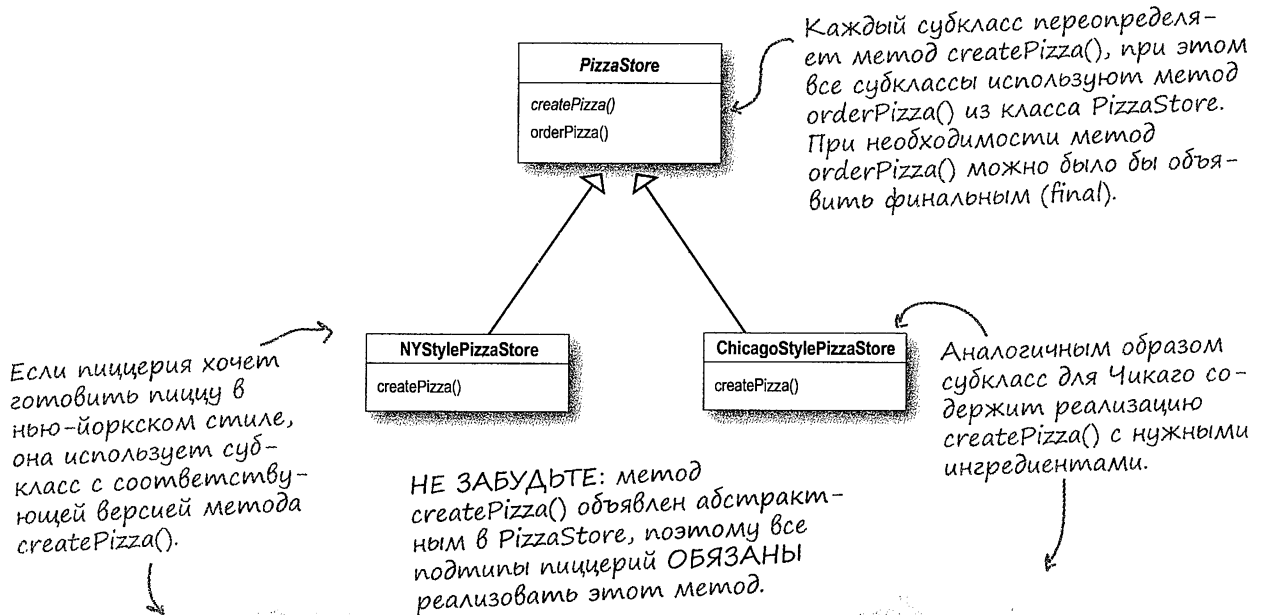 Каждый субкласс переопределя-
ет метод createPizza(), при этом
все субклассы используют метод
orderPizza() из класса PizzaStore.
При необходимости метод
orderPizza() можно было бы объя-
вить финальным (final).
PizzaStore
createPizza()
orderPizza()
Если пиццерия хочет
готовить пиццу в
нью-йоркском стиле,
она использует суб-
класс с соответству-
ющей версией метода
createPizza().
NYStylePizzaStore
createPizza()
ChicagoStylePizzaStore
createPizza()
Аналогичным образом
субкласс для Чикаго со-
держит реализацию
createPizza() с нужными
ингредиентами.
НЕ ЗАБУДЬТЕ: метод
createPizza() объявлен абстракт-
ным в PizzaStore, поэтому все
подтипы пиццерий ОБЯЗАНЫ
реализовать этот метод.